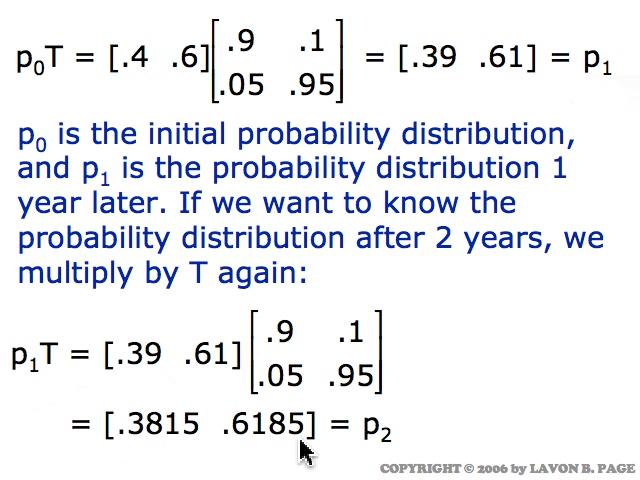 p₀T = [.4 .6] [.9 .1 = [.39 .61] = p₁
.05 .95]
p₀ is the initial probability distribution,
and p₁ is the probability distribution 1
year later. If we want to know the
probability distribution after 2 years, we
multiply by T again:
p₁T = [.39 .61] [.9 .1
.05 .95]
= [.3815 .6185] = p₂
COPYRIGHT © 2006 by LAVON B. PAGE